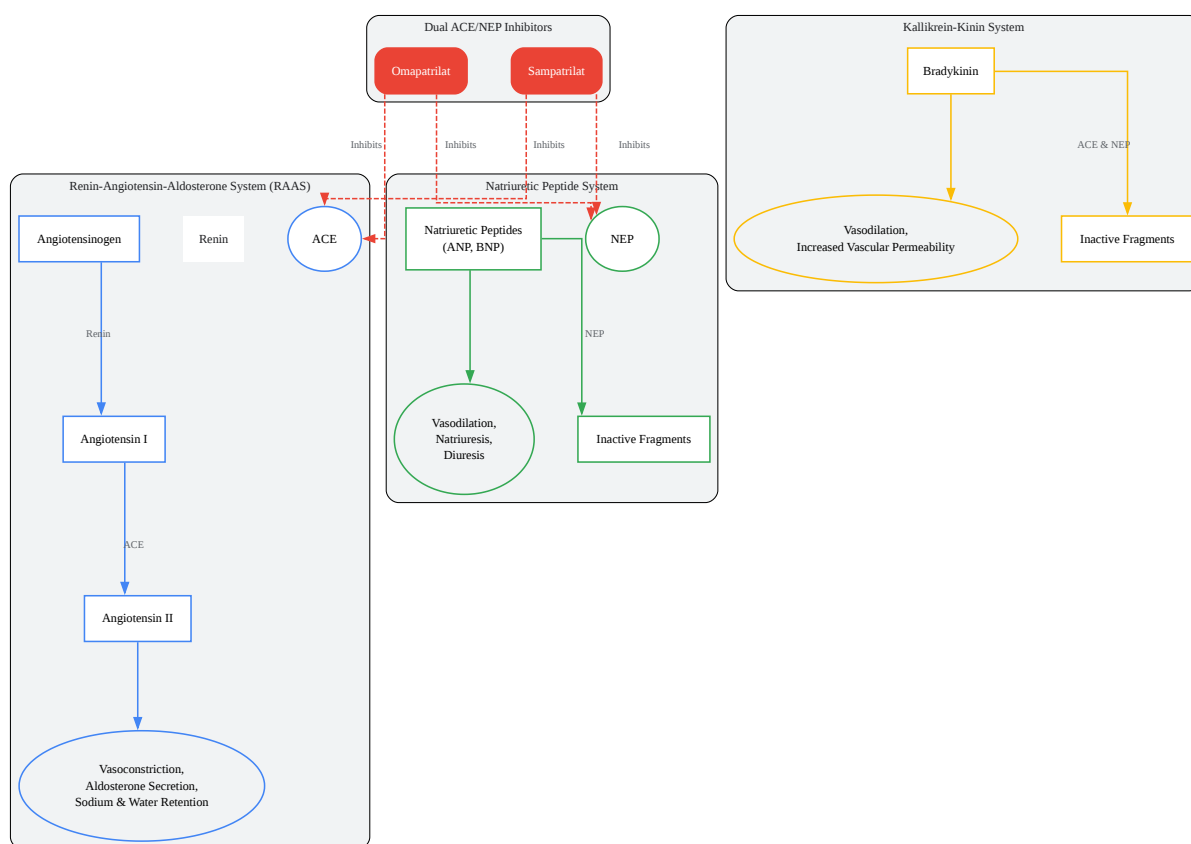 Dual ACE/NEP Inhibitors
Omapatrilat
Sampatrilat
Kallikrein-Kinin System
Bradykinin
Inhibits
Inhibits
Inhibits
Inhibits
ACE & NEP
Renin-Angiotensin-Aldosterone System (RAAS)
Angiotensinogen
Renin
ACE
Natriuretic Peptide System
Natriuretic Peptides
(ANP, BNP)
NEP
Vasodilation,
Increased Vascular Permeability
Inactive Fragments
Renin
NEP
Angiotensin I
Vasodilation,
Natriuresis,
Diuresis
Inactive Fragments
ACE
Angiotensin II
Vasoconstriction,
Aldosterone Secretion,
Sodium & Water Retention